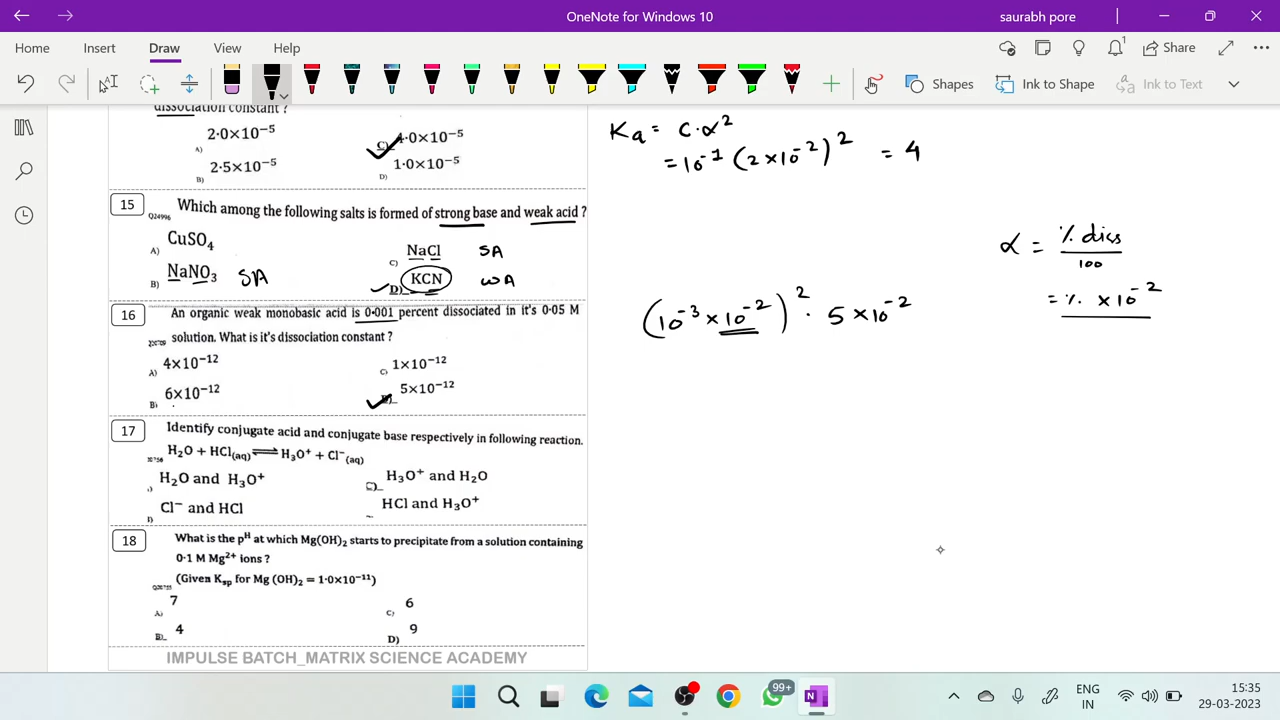 OneNote for Windows 10
saurabh pore
Home Insert Draw View Help
Share
Shapes
Ink to Shape
Ink to Text
dissociation constant ?
A) 2·0×10⁻⁵
C) 4·0×10⁻⁵
B) 2·5×10⁻⁵
D) 1·0×10⁻⁵
Ka = C·α²
= 10⁻¹ (2×10⁻²)² = 4
15
Q24996 Which among the following salts is formed of strong base and weak acid ?
A) CuSO₄
C) NaCl SA
B) NaNO₃ SA
D) KCN WA
α = % diss / 100
= % × 10⁻²
16
An organic weak monobasic acid is 0·001 percent dissociated in it's 0·05 M
solution. What is it's dissociation constant ?
A) 4×10⁻¹²
C) 1×10⁻¹²
B) 6×10⁻¹²
5×10⁻¹²
(10⁻³ × 10⁻²)² · 5 × 10⁻²
17
Identify conjugate acid and conjugate base respectively in following reaction.
H₂O + HCl(aq) ⇌ H₃O⁺ + Cl⁻(aq)
H₂O and H₃O⁺
C) H₃O⁺ and H₂O
Cl⁻ and HCl
HCl and H₃O⁺
18
What is the pᴴ at which Mg(OH)₂ starts to precipitate from a solution containing
0·1 M Mg²⁺ ions ?
(Given Ksp for Mg (OH)₂ = 1·0×10⁻¹¹)
A) 7
C) 6
B) 4
D) 9
IMPULSE BATCH_MATRIX SCIENCE ACADEMY
99+
ENG
IN
15:35
29-03-2023